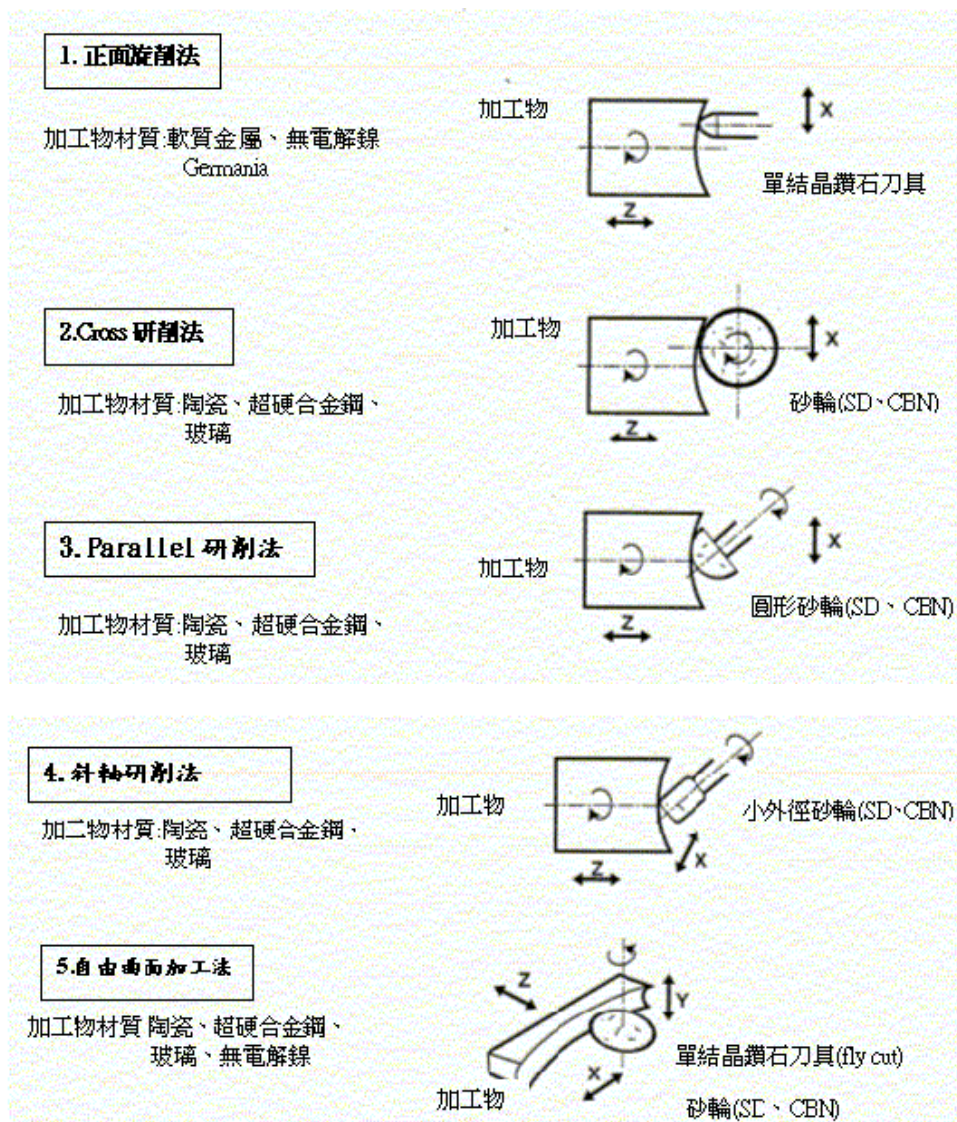 1.正面旋削法
加工物
X
加工物材質:軟質金屬、無電解鎳
Germania
單結晶鑽石刀具
Z
2.Cross 研削法
加工物
X
加工物材質:陶瓷、超硬合金鋼、
玻璃
砂輪(SD、CBN)
Z
3.Parallel 研削法
加工物
X
圓形砂輪(SD、CBN)
加工物材質:陶瓷、超硬合金鋼、
玻璃
Z
4.斜軸研削法
加工物
小外徑砂輪(SD、CBN)
加工物材質:陶瓷、超硬合金鋼、
玻璃
X
Z
5.自由曲面加工法
Z
Y
加工物材質 陶瓷、超硬合金鋼、
玻璃、無電解鎳
單結晶鑽石刀具(fly cut)
X
加工物
砂輪(SD、CBN)